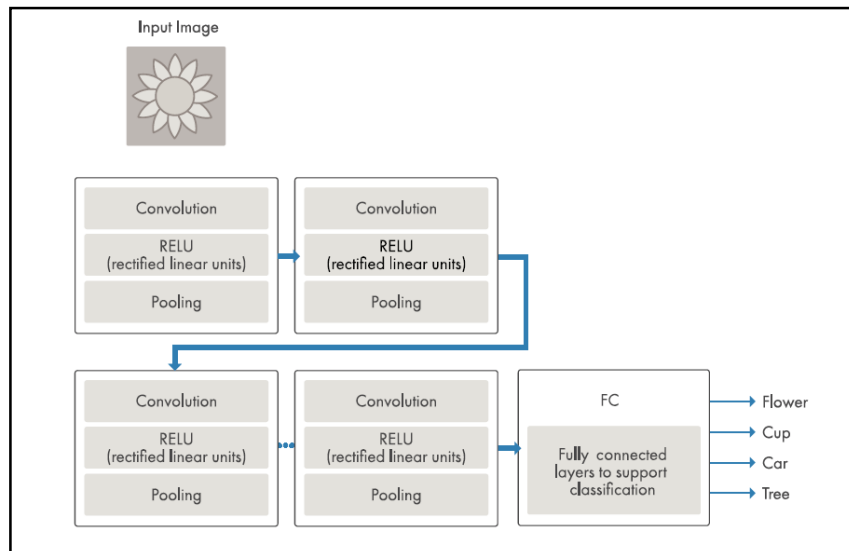 Input Image
Convolution
RELU
(rectified linear units)
Pooling
Convolution
RELU
(rectified linear units)
Pooling
Convolution
RELU
(rectified linear units)
Pooling
Convolution
RELU
(rectified linear units)
Pooling
FC
Fully connected
layers to support
classification
Flower
Cup
Car
Tree